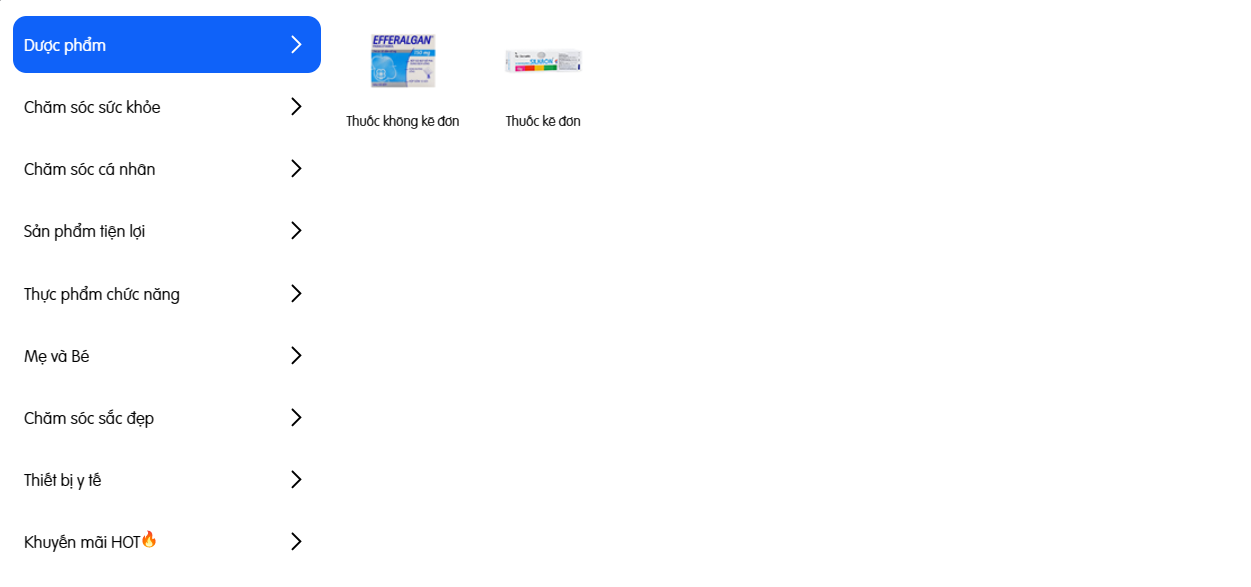 Dược phẩm
Chăm sóc sức khỏe
Chăm sóc cá nhân
Sản phẩm tiện lợi
Thực phẩm chức năng
Mẹ và Bé
Chăm sóc sắc đẹp
Thiết bị y tế
Khuyến mãi HOT🔥
EFFERALGAN
Thuốc không kê đơn
Thuốc kê đơn